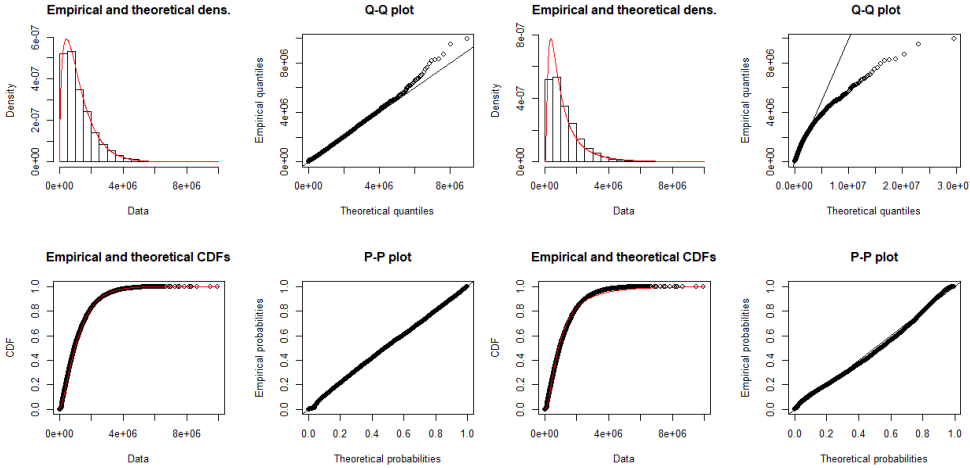 Empirical and theoretical dens.
Density
0e+00 2e-07 4e-07 6e-07
0e+00 4e+06 8e+06
Data
Q-Q plot
Empirical quantiles
0e+00 4e+06 8e+06
0e+00 2e+06 4e+06 6e+06 8e+06
Theoretical quantiles
Empirical and theoretical dens.
Density
0e+00 4e-07 8e-07
0e+00 4e+06 8e+06
Data
Q-Q plot
Empirical quantiles
0e+00 4e+06 8e+06
0.0e+00 1.0e+07 2.0e+07 3.0e+07
Theoretical quantiles
Empirical and theoretical CDFs
CDF
0.0 0.2 0.4 0.6 0.8 1.0
0e+00 4e+06 8e+06
Data
P-P plot
Empirical probabilities
0.0 0.2 0.4 0.6 0.8 1.0
0.0 0.2 0.4 0.6 0.8 1.0
Theoretical probabilities
Empirical and theoretical CDFs
CDF
0.0 0.2 0.4 0.6 0.8 1.0
0e+00 4e+06 8e+06
Data
P-P plot
Empirical probabilities
0.0 0.2 0.4 0.6 0.8 1.0
0.0 0.2 0.4 0.6 0.8 1.0
Theoretical probabilities